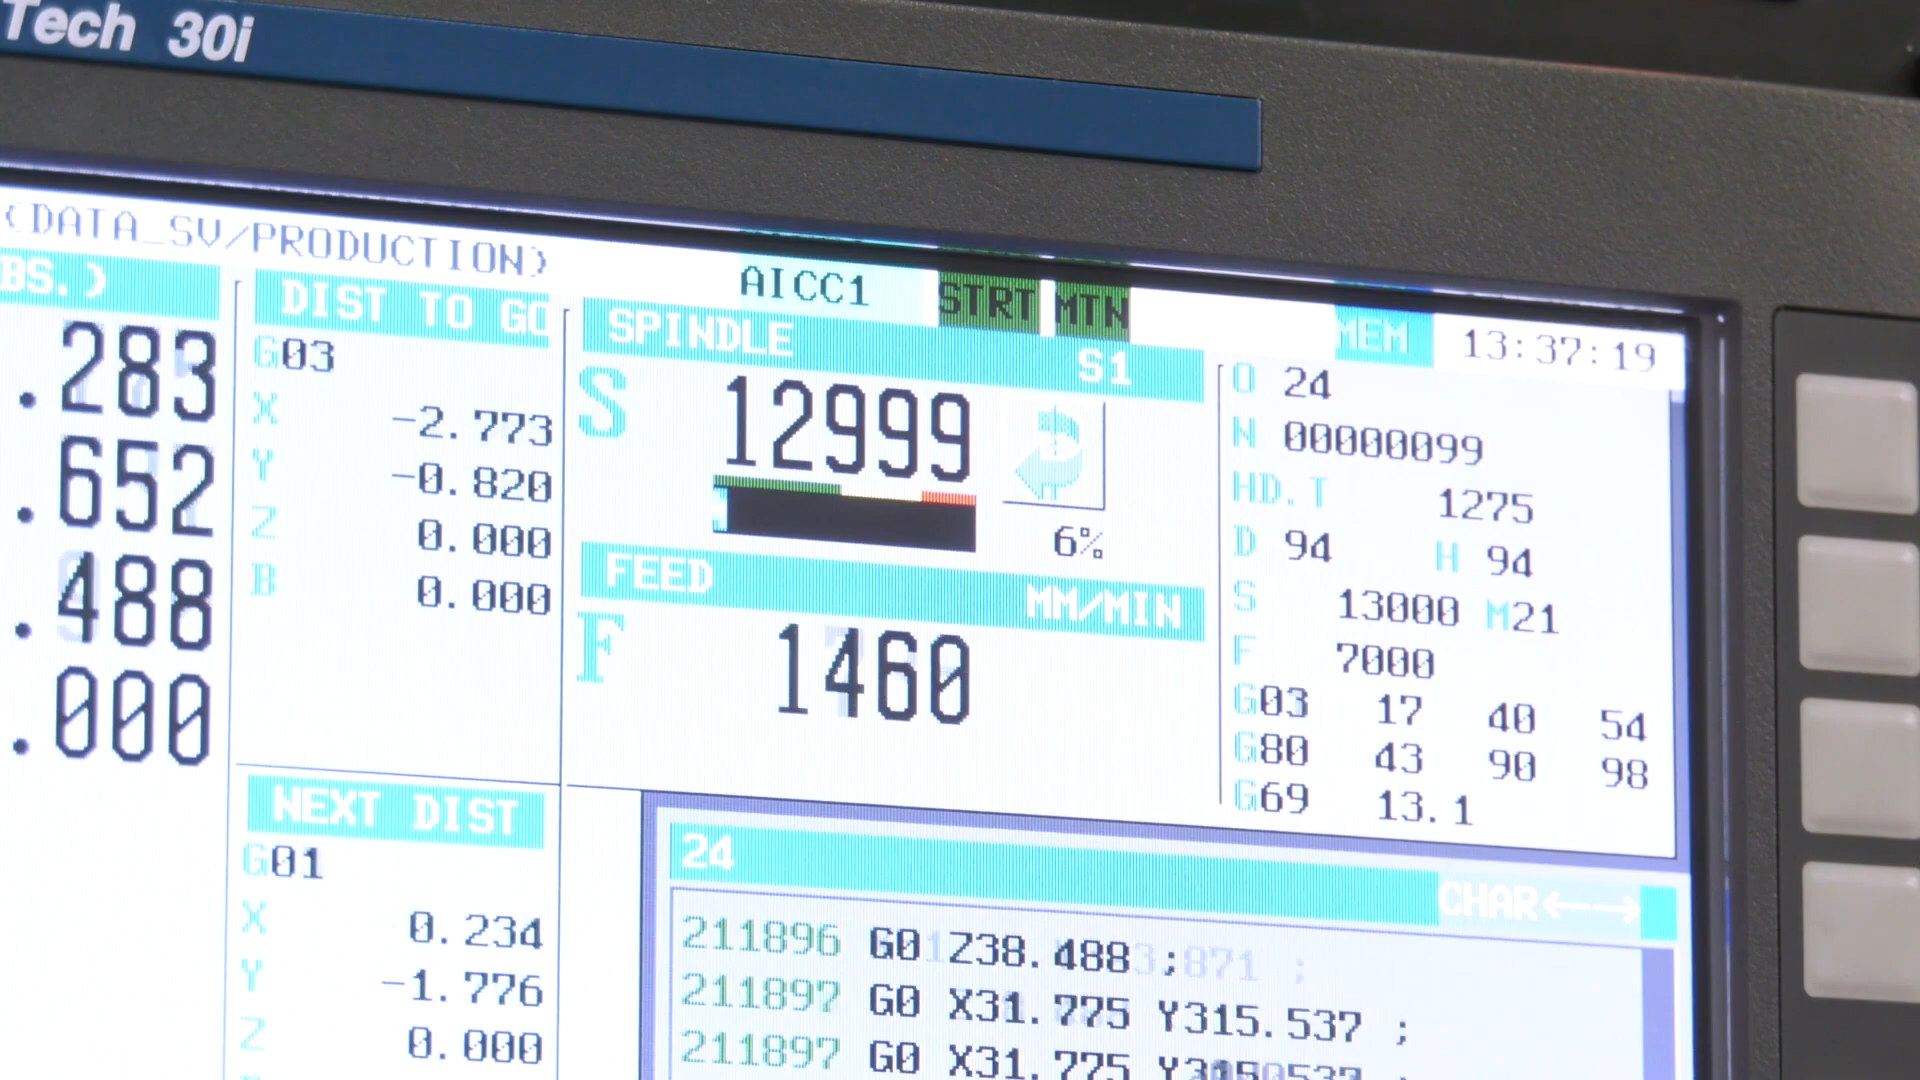 Tech 30i
(DATA_SV/PRODUCTION)
AICC1 STRT MTN MEM 13:37:19
BS.)
.283
.652
.488
.000
DIST TO GO
G03
X -2.773
Y -0.820
Z 0.000
B 0.000
NEXT DIST
G01
X 0.234
Y -1.776
Z 0.000
SPINDLE S1
S 12999
6%
FEED MM/MIN
F 1460
O 24
N 00000099
HD.T 1275
D 94 H 94
S 13000 M21
F 7000
G03 17 40 54
G80 43 90 98
G69 13.1
24
CHAR←→
211896 G0 Z38.488 ;
211897 G0 X31.775 Y315.537 ;
211897 G0 X31.775